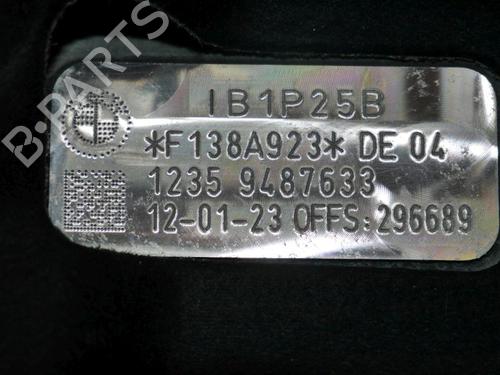 B-PARTS
IB1P25B
*F138A923* DE 04
1235 9487633
12-01-23 OFFS:296689